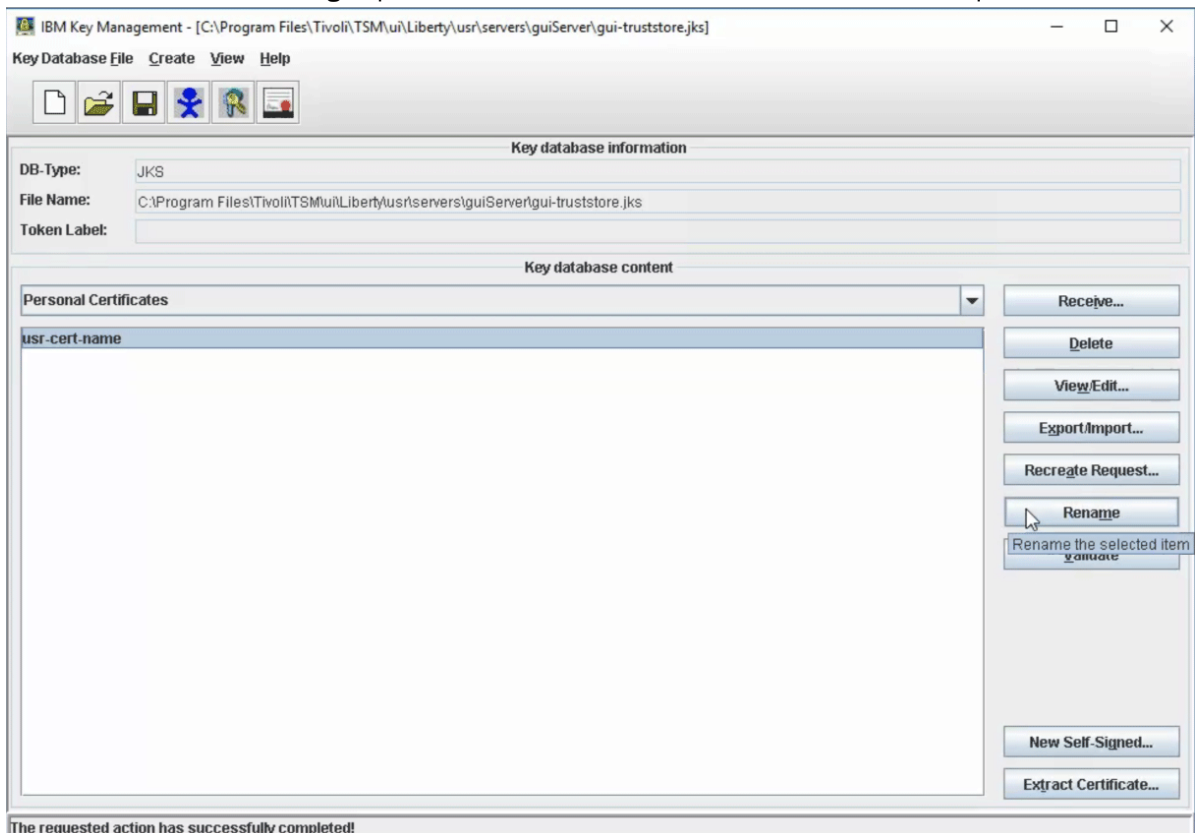 IBM Key Management - [C:\Program Files\Tivoli\TSM\ui\Liberty\usr\servers\guiServer\gui-truststore.jks]
Key Database File Create View Help
Key database information
DB-Type: JKS
File Name: C:\Program Files\Tivoli\TSM\ui\Liberty\usr\servers\guiServer\gui-truststore.jks
Token Label:
Key database content
Personal Certificates
Receive...
usr-cert-name
Delete
View/Edit...
Export/Import...
Recreate Request...
Rename
Rename the selected item
Validate
New Self-Signed...
Extract Certificate...
The requested action has successfully completed!